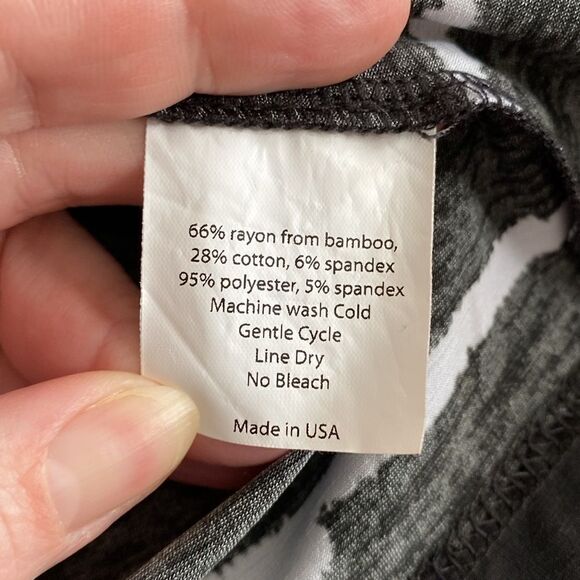 66% rayon from bamboo,
28% cotton, 6% spandex
95% polyester, 5% spandex
Machine wash Cold
Gentle Cycle
Line Dry
No Bleach
Made in USA